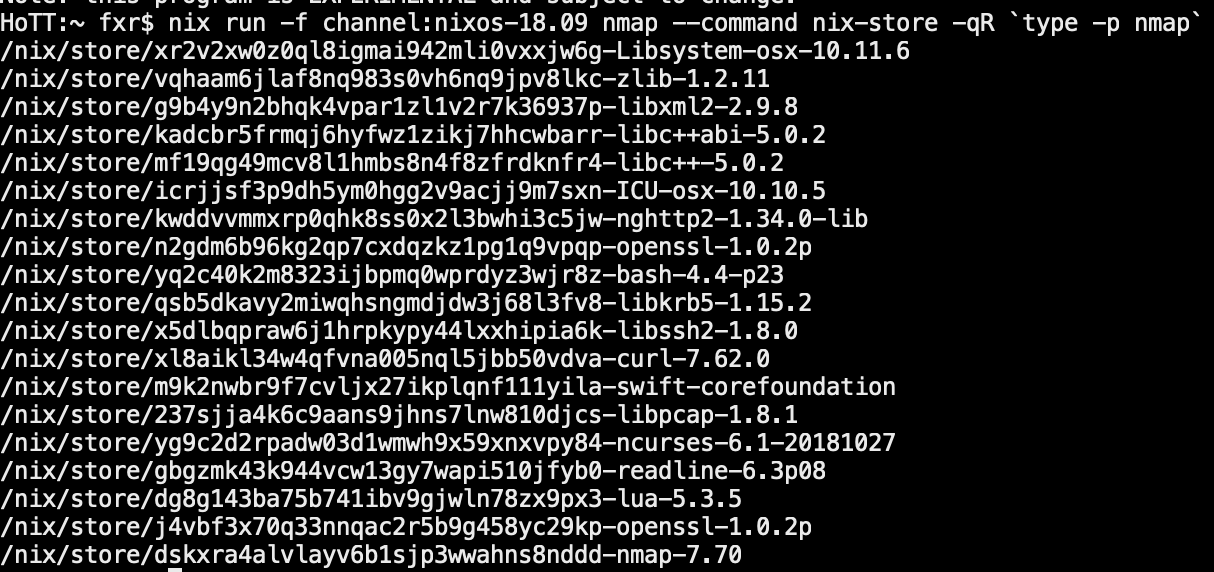 HoTT:~ fxr$ nix run -f channel:nixos-18.09 nmap --command nix-store -qR `type -p nmap`
/nix/store/xr2v2xw0z0ql8igmai942mli0vxxjw6g-Libsystem-osx-10.11.6
/nix/store/vqhaam6jlaf8nq983s0vh6nq9jpv8lkc-zlib-1.2.11
/nix/store/g9b4y9n2bhqk4vpar1zl1v2r7k36937p-libxml2-2.9.8
/nix/store/kadcbr5frmqj6hyfwz1zikj7hhcwbarr-libc++abi-5.0.2
/nix/store/mf19qg49mcv8l1hmbs8n4f8zfrdknfr4-libc++-5.0.2
/nix/store/icrjjsf3p9dh5ym0hgg2v9acjj9m7sxn-ICU-osx-10.10.5
/nix/store/kwddvvmmxrp0qhk8ss0x2l3bwhi3c5jw-nghttp2-1.34.0-lib
/nix/store/n2gdm6b96kg2qp7cxdqzkz1pg1q9vpqp-openssl-1.0.2p
/nix/store/yq2c40k2m8323ijbpmq0wprdyz3wjr8z-bash-4.4-p23
/nix/store/qsb5dkavy2miwqhsngmdjdw3j68l3fv8-libkrb5-1.15.2
/nix/store/x5dlbqpraw6j1hrpkypy44lxxhipia6k-libssh2-1.8.0
/nix/store/xl8aikl34w4qfvna005nql5jbb50vdva-curl-7.62.0
/nix/store/m9k2nwbr9f7cvljx27ikplqnf111yila-swift-corefoundation
/nix/store/237sjja4k6c9aans9jhns7lnw810djcs-libpcap-1.8.1
/nix/store/yg9c2d2rpadw03d1wmwh9x59xnxvpy84-ncurses-6.1-20181027
/nix/store/gbgzmk43k944vcw13gy7wapi510jfyb0-readline-6.3p08
/nix/store/dg8g143ba75b741ibv9gjwln78zx9px3-lua-5.3.5
/nix/store/j4vbf3x70q33nnqac2r5b9g458yc29kp-openssl-1.0.2p
/nix/store/dskxra4alvlayv6b1sjp3wwahns8nddd-nmap-7.70